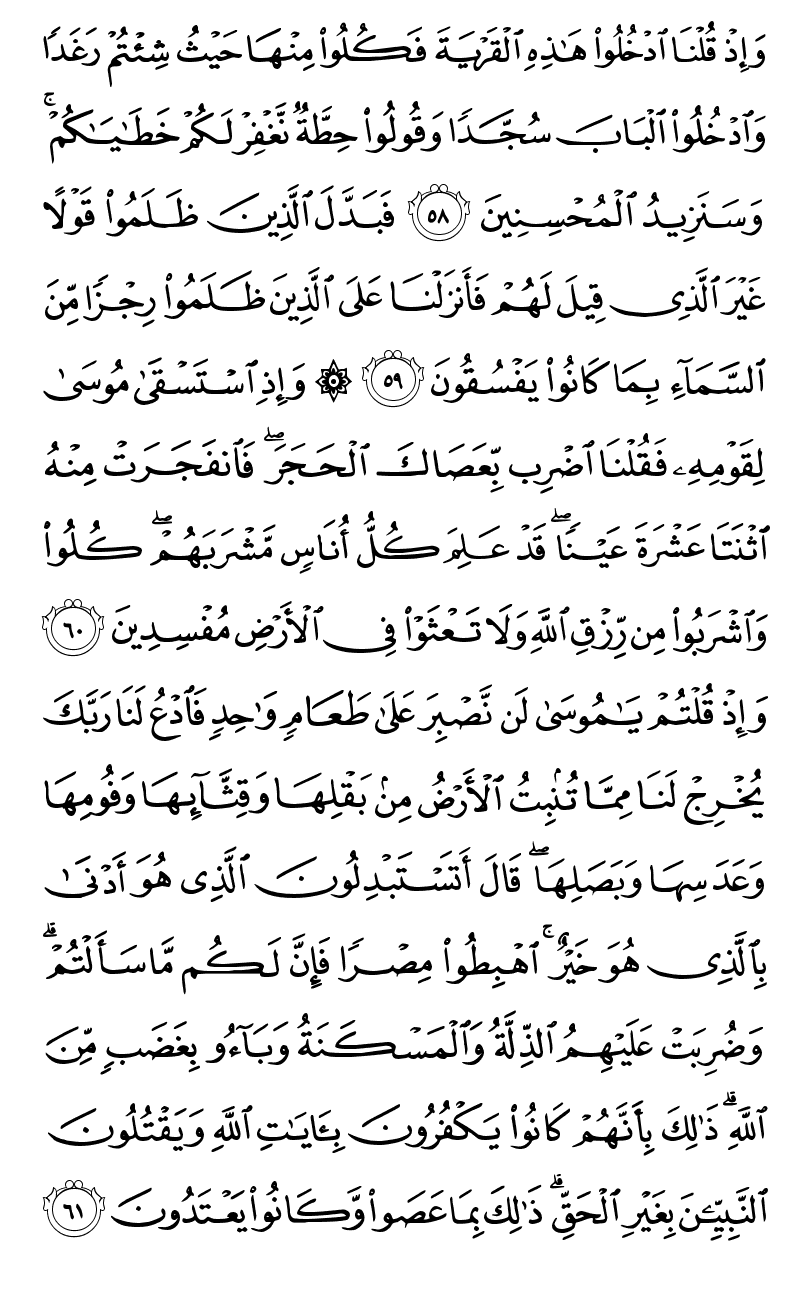 وَإِذْ قُلْنَا ٱدْخُلُوا۟ هَـٰذِهِ ٱلْقَرْيَةَ فَكُلُوا۟ مِنْهَا حَيْثُ شِئْتُمْ رَغَدًا
وَٱدْخُلُوا۟ ٱلْبَابَ سُجَّدًا وَقُولُوا۟ حِطَّةٌ نَّغْفِرْ لَكُمْ خَطَـٰيَـٰكُمْ ۚ
وَسَنَزِيدُ ٱلْمُحْسِنِينَ ٥٨ فَبَدَّلَ ٱلَّذِينَ ظَلَمُوا۟ قَوْلًا
غَيْرَ ٱلَّذِى قِيلَ لَهُمْ فَأَنزَلْنَا عَلَى ٱلَّذِينَ ظَلَمُوا۟ رِجْزًا مِّنَ
ٱلسَّمَآءِ بِمَا كَانُوا۟ يَفْسُقُونَ ٥٩ ۞ وَإِذِ ٱسْتَسْقَىٰ مُوسَىٰ
لِقَوْمِهِۦ فَقُلْنَا ٱضْرِب بِّعَصَاكَ ٱلْحَجَرَ ۖ فَٱنفَجَرَتْ مِنْهُ
ٱثْنَتَا عَشْرَةَ عَيْنًا ۖ قَدْ عَلِمَ كُلُّ أُنَاسٍ مَّشْرَبَهُمْ ۖ كُلُوا۟
وَٱشْرَبُوا۟ مِن رِّزْقِ ٱللَّهِ وَلَا تَعْثَوْا۟ فِى ٱلْأَرْضِ مُفْسِدِينَ ٦٠
وَإِذْ قُلْتُمْ يَـٰمُوسَىٰ لَن نَّصْبِرَ عَلَىٰ طَعَامٍ وَٰحِدٍ فَٱدْعُ لَنَا رَبَّكَ
يُخْرِجْ لَنَا مِمَّا تُنۢبِتُ ٱلْأَرْضُ مِنۢ بَقْلِهَا وَقِثَّآئِهَا وَفُومِهَا
وَعَدَسِهَا وَبَصَلِهَا ۖ قَالَ أَتَسْتَبْدِلُونَ ٱلَّذِى هُوَ أَدْنَىٰ
بِٱلَّذِى هُوَ خَيْرٌ ۚ ٱهْبِطُوا۟ مِصْرًا فَإِنَّ لَكُم مَّا سَأَلْتُمْ ۗ
وَضُرِبَتْ عَلَيْهِمُ ٱلذِّلَّةُ وَٱلْمَسْكَنَةُ وَبَآءُو بِغَضَبٍ مِّنَ
ٱللَّهِ ۗ ذَٰلِكَ بِأَنَّهُمْ كَانُوا۟ يَكْفُرُونَ بِـَٔايَـٰتِ ٱللَّهِ وَيَقْتُلُونَ
ٱلنَّبِيِّـۧنَ بِغَيْرِ ٱلْحَقِّ ۗ ذَٰلِكَ بِمَا عَصَوا۟ وَّكَانُوا۟ يَعْتَدُونَ ٦١